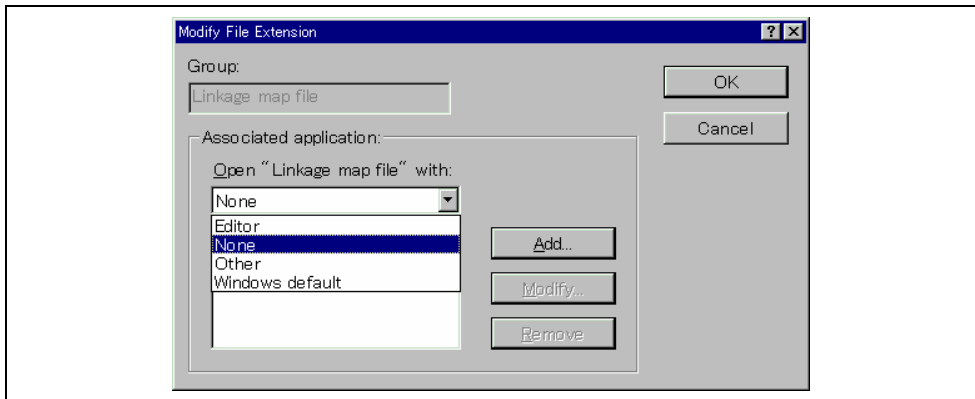 Modify File Extension
Group:
Linkage map file
OK
Cancel
Associated application:
Open "Linkage map file" with:
None
Editor
None
Other
Windows default
Add...
Modify...
Remove